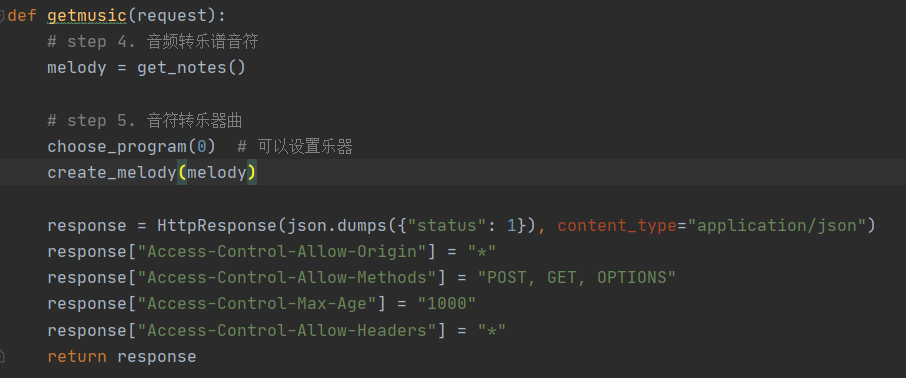 def getmusic(request):
# step 4. 音频转乐谱音符
melody = get_notes()
# step 5. 音符转乐器曲
choose_program(0)  # 可以设置乐器
create_melody(melody)
response = HttpResponse(json.dumps({"status": 1}), content_type="application/json")
response["Access-Control-Allow-Origin"] = "*"
response["Access-Control-Allow-Methods"] = "POST, GET, OPTIONS"
response["Access-Control-Max-Age"] = "1000"
response["Access-Control-Allow-Headers"] = "*"
return response